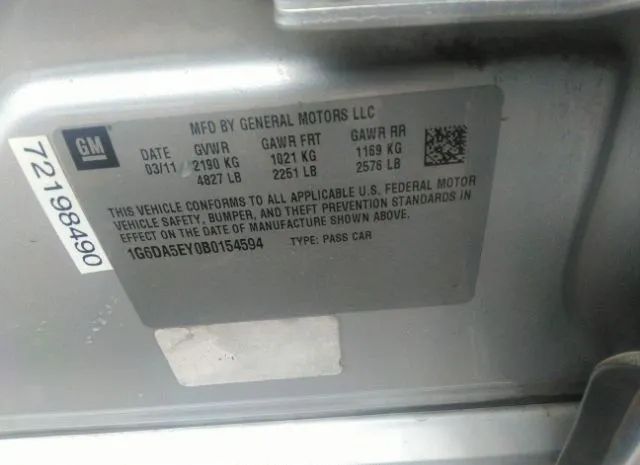 MFD BY GENERAL MOTORS LLC
GM
DATE GVWR GAWR FRT GAWR RR
03/11 2190 KG 1021 KG 1169 KG
4827 LB 2251 LB 2576 LB
THIS VEHICLE CONFORMS TO ALL APPLICABLE U.S. FEDERAL MOTOR
VEHICLE SAFETY, BUMPER, AND THEFT PREVENTION STANDARDS IN
EFFECT ON THE DATE OF MANUFACTURE SHOWN ABOVE.
1G6DA5EY0B0154594 TYPE: PASS CAR
72198490